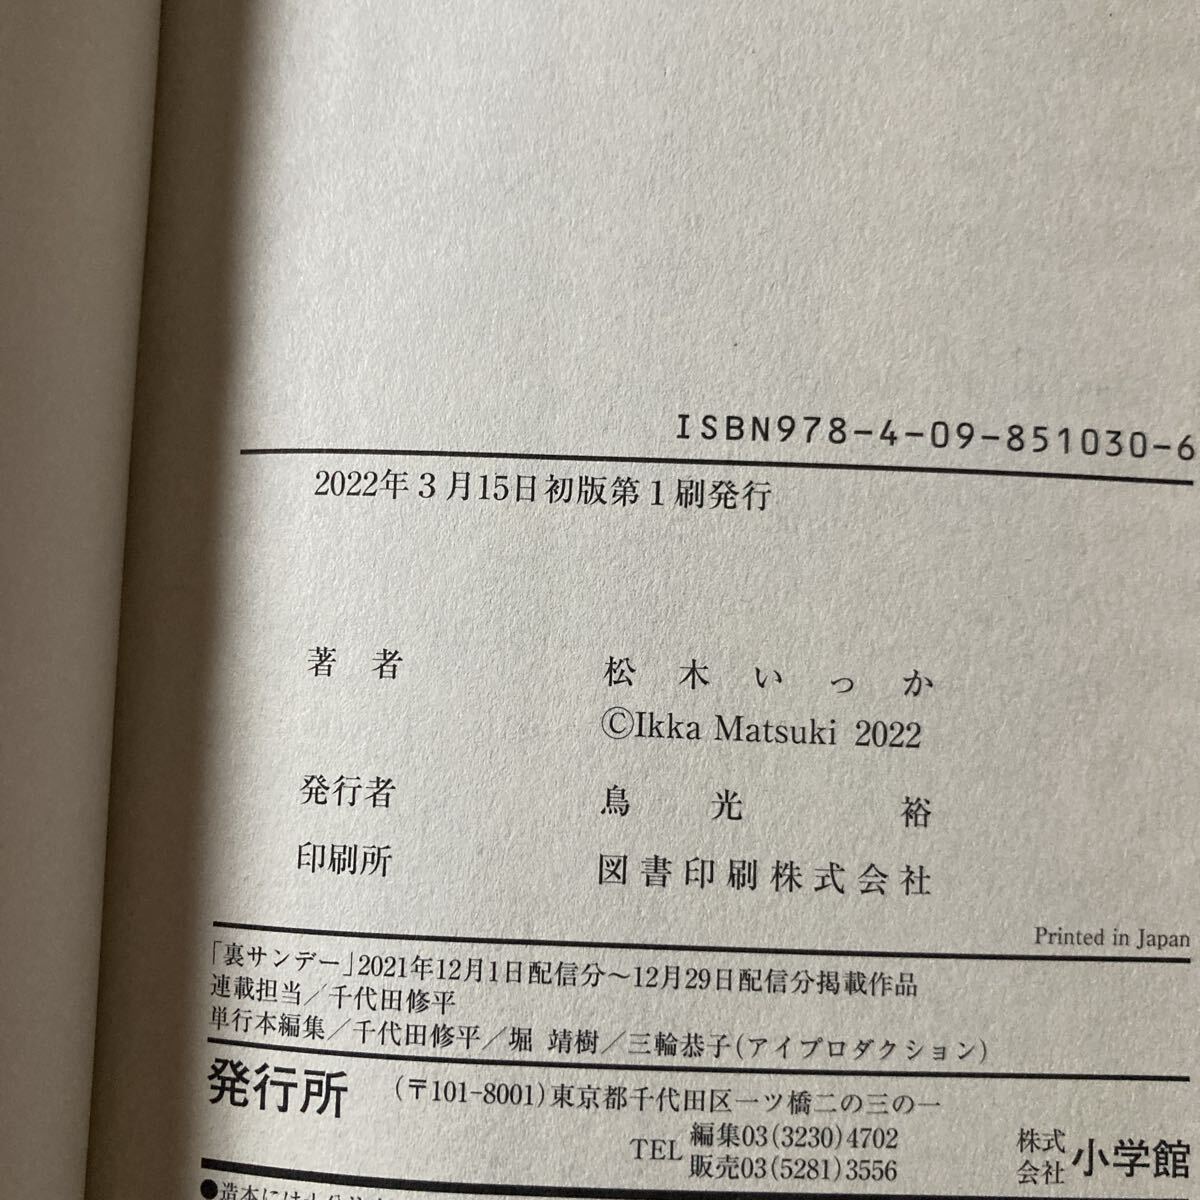 ISBN978-4-09-851030-6
2022年3月15日初版第1刷発行
著者 松木いっか
©Ikka Matsuki 2022
発行者 鳥光 裕
印刷所 図書印刷株式会社
Printed in Japan
「裏サンデー」2021年12月1日配信分～12月29日配信分掲載作品
連載担当／千代田修平
単行本編集／千代田修平／堀 靖樹／三輪恭子(アイプロダクション)
発行所 (〒101-8001)東京都千代田区一ツ橋二の三の一
TEL 編集03(3230)4702
販売03(5281)3556
株式会社 小学館
●造本には